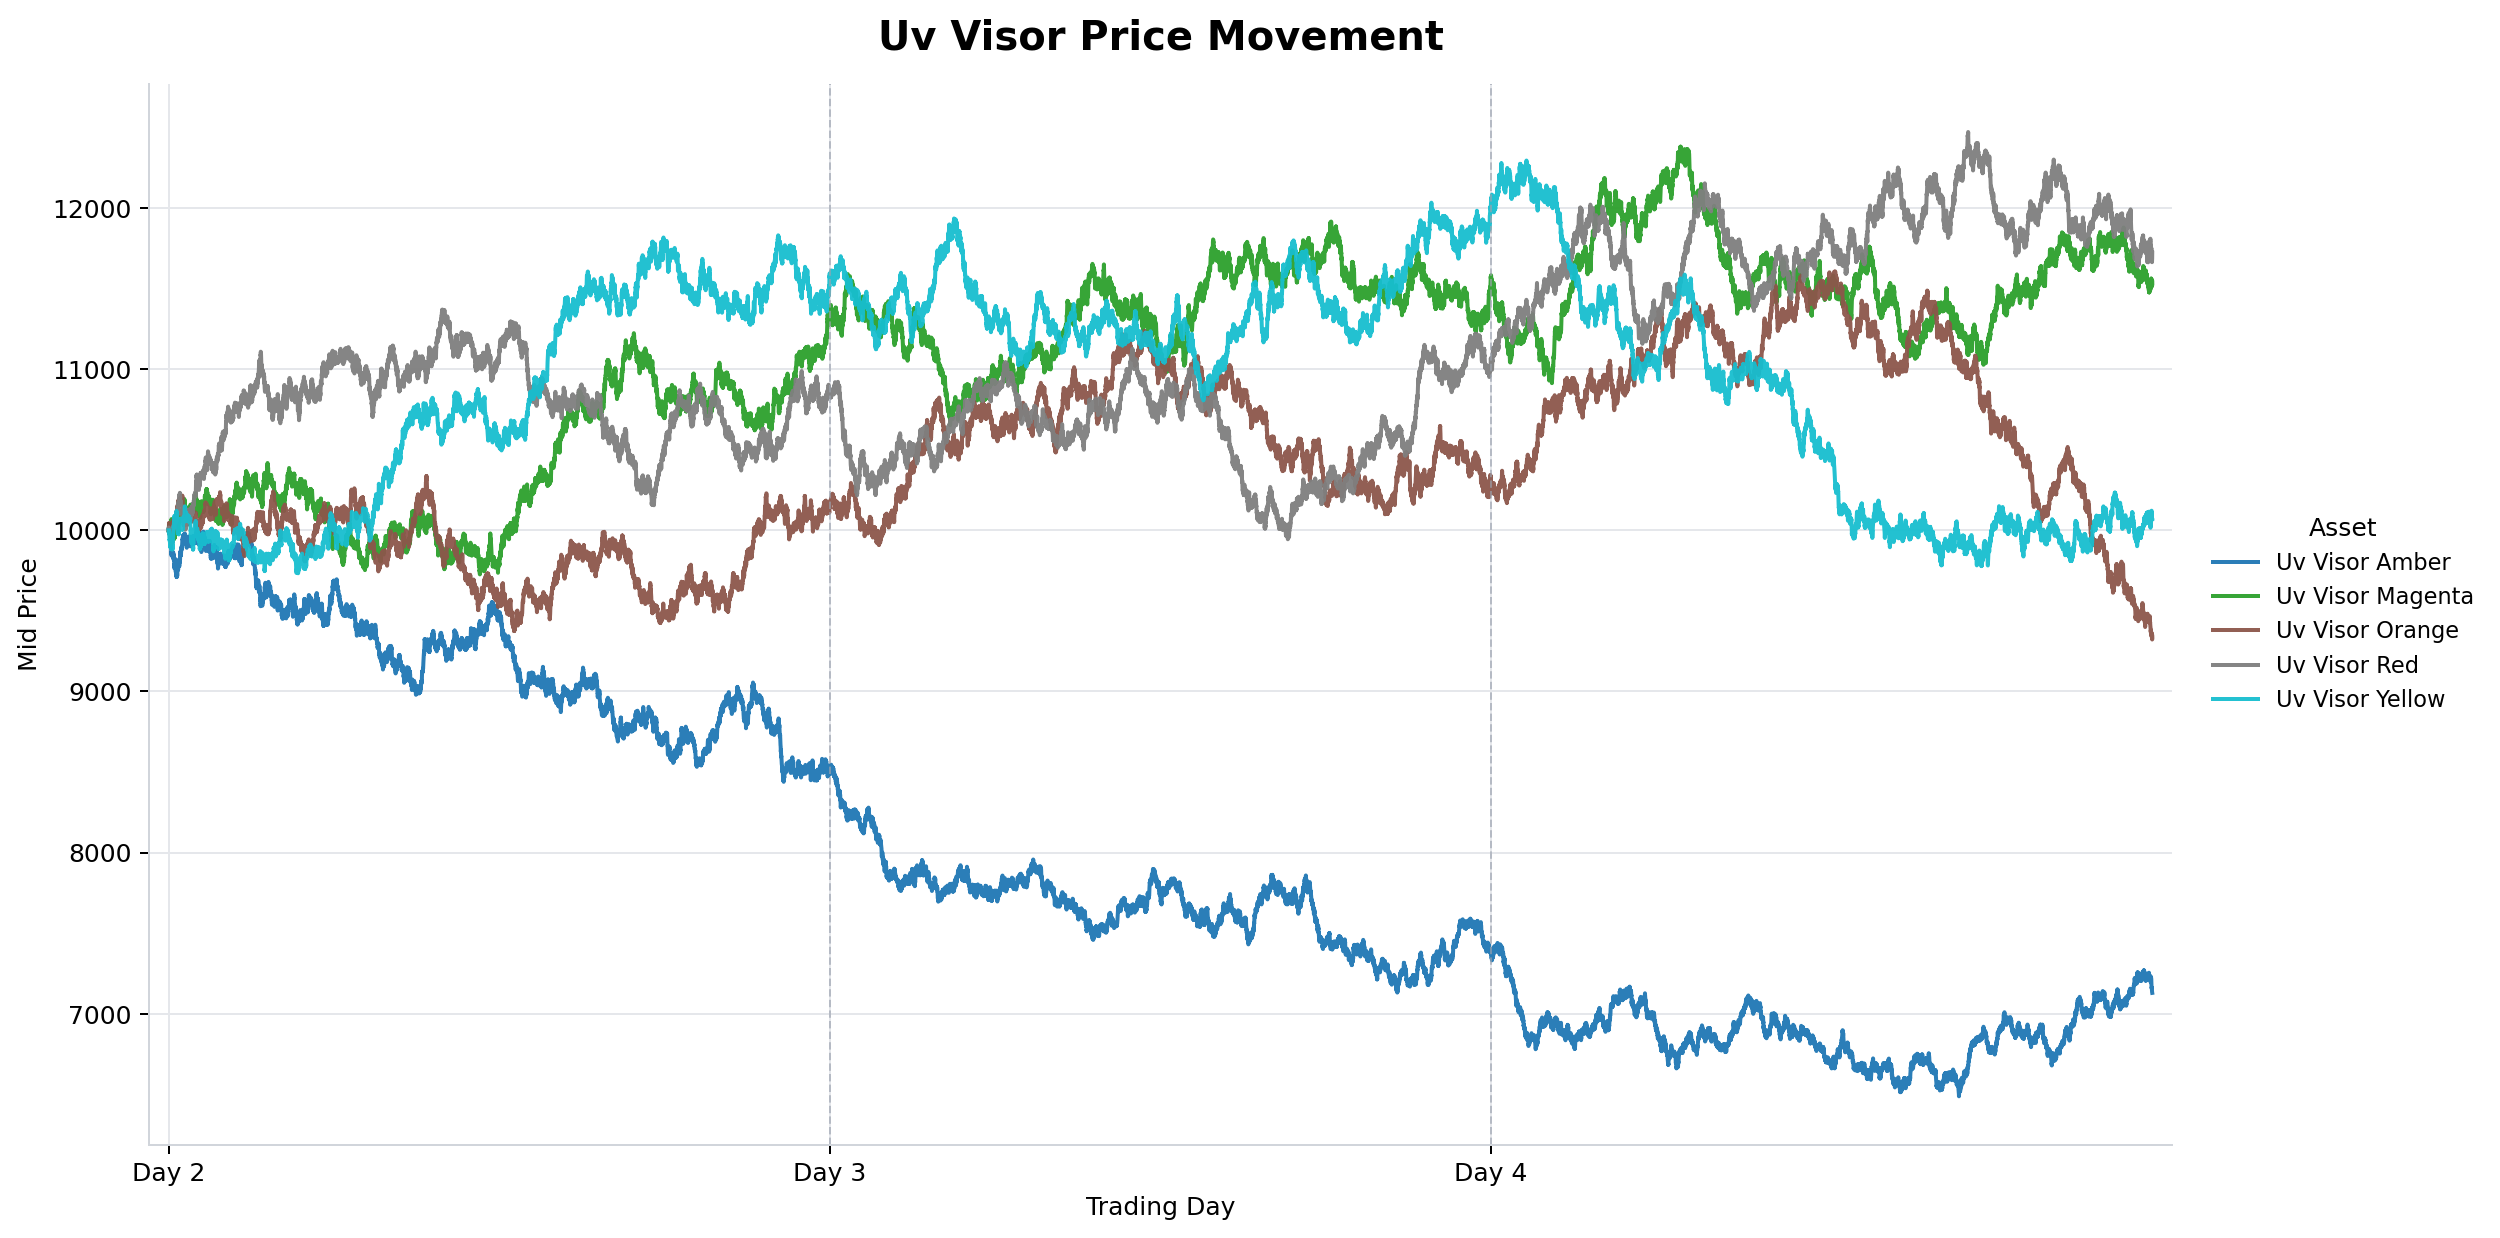 Uv Visor Price Movement
Mid Price
12000
11000
10000
9000
8000
7000
Day 2
Day 3
Day 4
Trading Day
Asset
Uv Visor Amber
Uv Visor Magenta
Uv Visor Orange
Uv Visor Red
Uv Visor Yellow